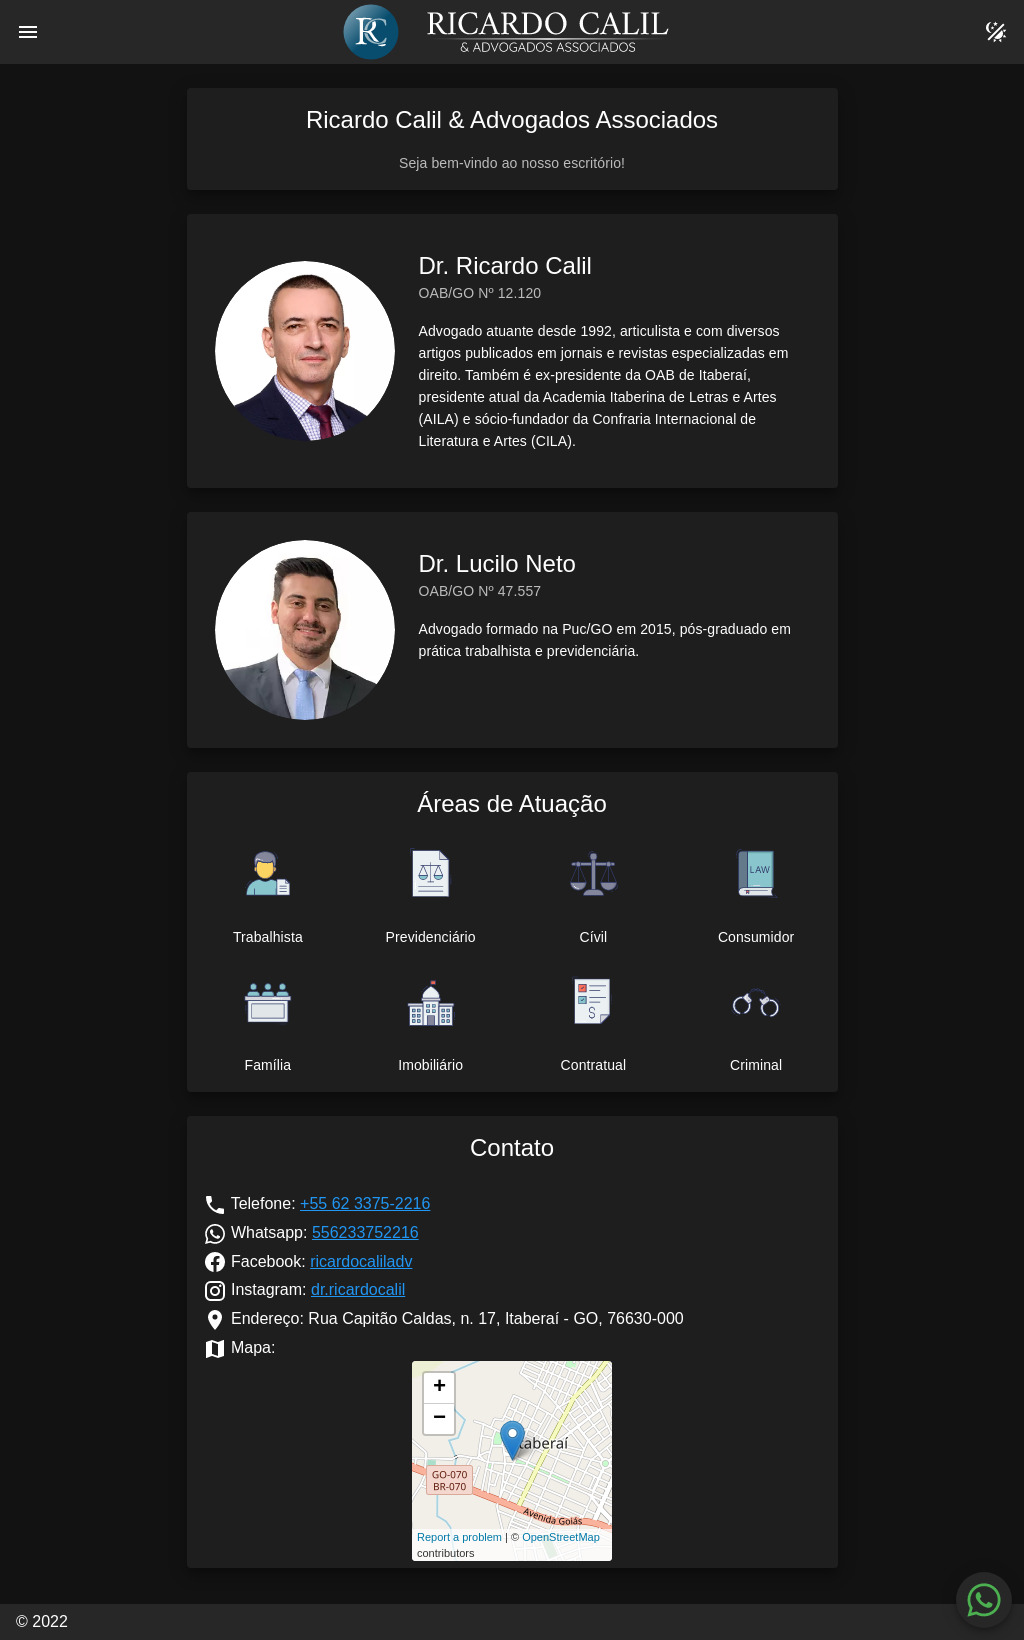 RC
RICARDO CALIL
& ADVOGADOS ASSOCIADOS
Ricardo Calil & Advogados Associados
Seja bem-vindo ao nosso escritório!
Dr. Ricardo Calil
OAB/GO Nº 12.120
Advogado atuante desde 1992, articulista e com diversos
artigos publicados em jornais e revistas especializadas em
direito. Também é ex-presidente da OAB de Itaberaí,
presidente atual da Academia Itaberina de Letras e Artes
(AILA) e sócio-fundador da Confraria Internacional de
Literatura e Artes (CILA).
Dr. Lucilo Neto
OAB/GO Nº 47.557
Advogado formado na Puc/GO em 2015, pós-graduado em
prática trabalhista e previdenciária.
Áreas de Atuação
LAW
Trabalhista
Previdenciário
Cívil
Consumidor
$
Família
Imobiliário
Contratual
Criminal
Contato
Telefone: +55 62 3375-2216
Whatsapp: 556233752216
Facebook: ricardocaliladv
Instagram: dr.ricardocalil
Endereço: Rua Capitão Caldas, n. 17, Itaberaí - GO, 76630-000
Mapa:
+
−
taberaí
GO-070
BR-070
Avenida Goiás
Report a problem | © OpenStreetMap
contributors
© 2022